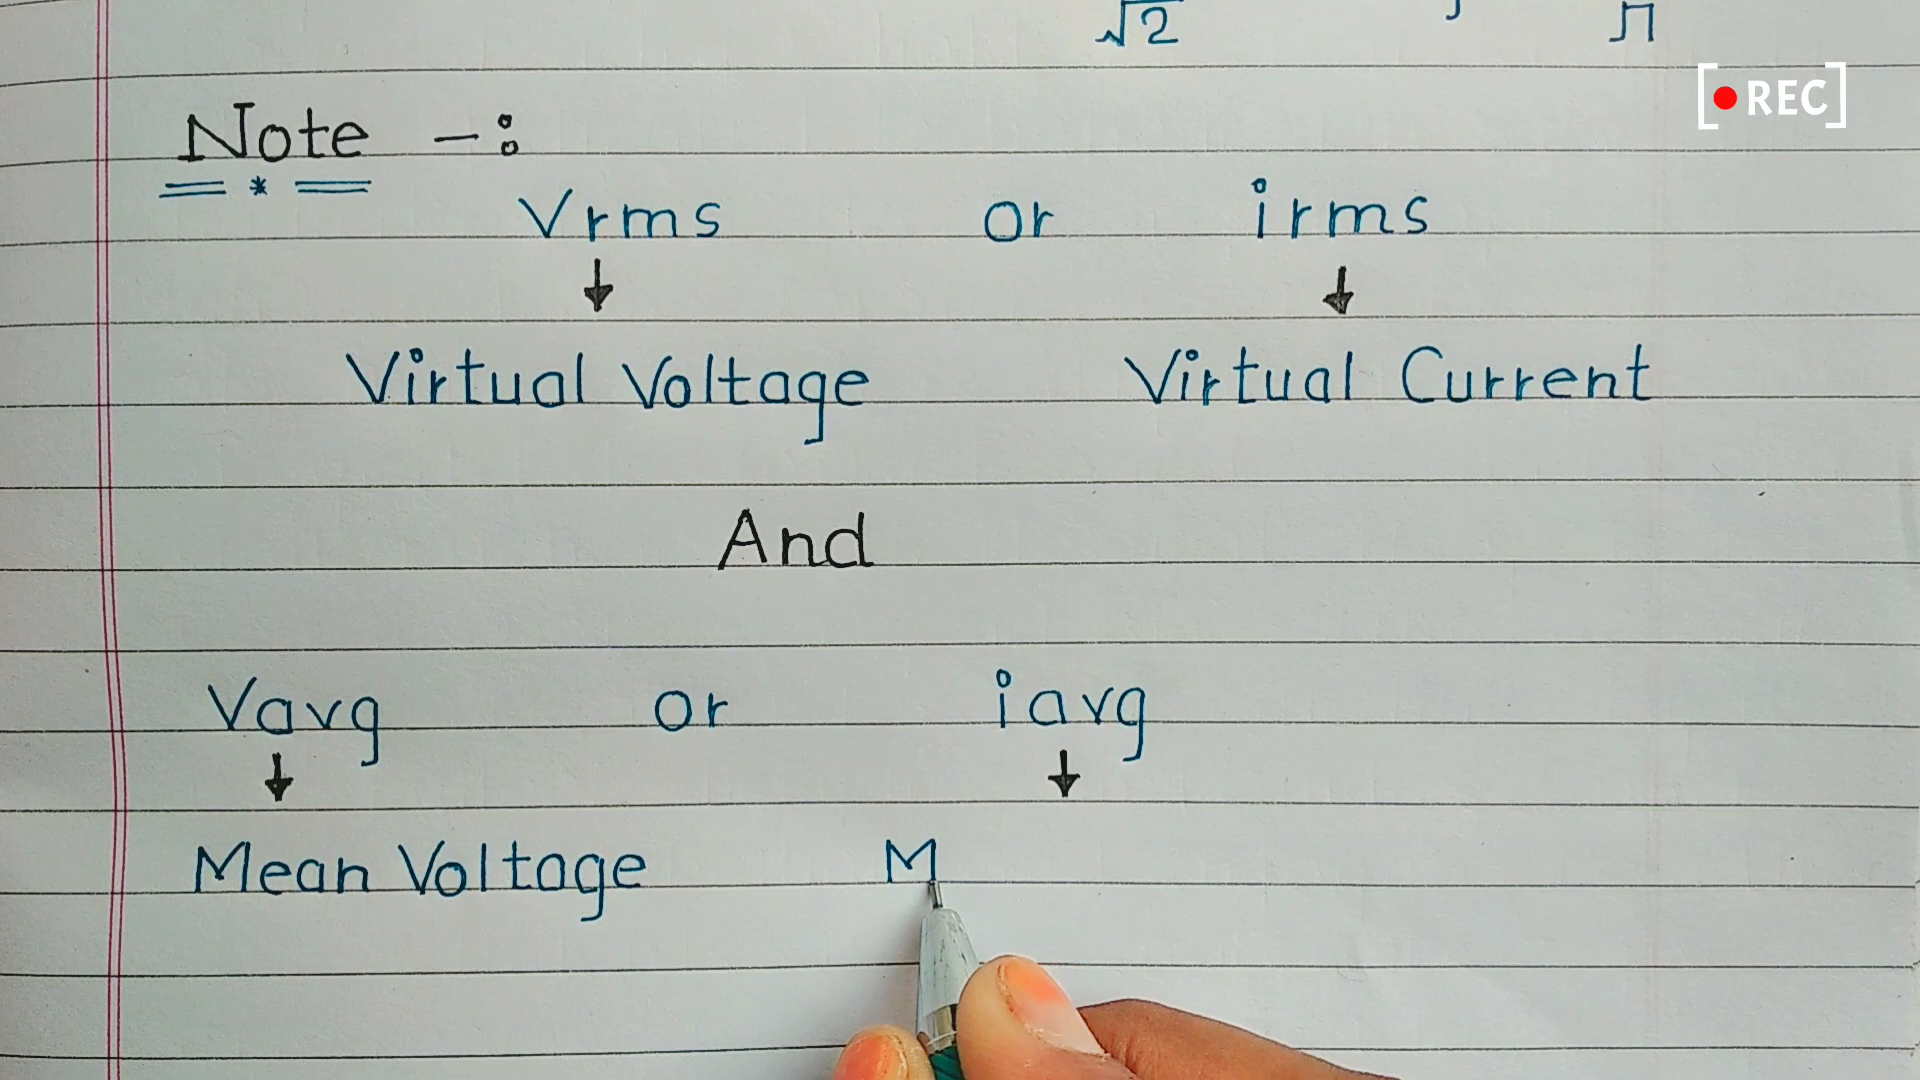 √2 π
[REC]
Note -:
Vrms or irms
↓ ↓
Virtual Voltage Virtual Current
And
Vavg or iavg
↓ ↓
Mean Voltage M